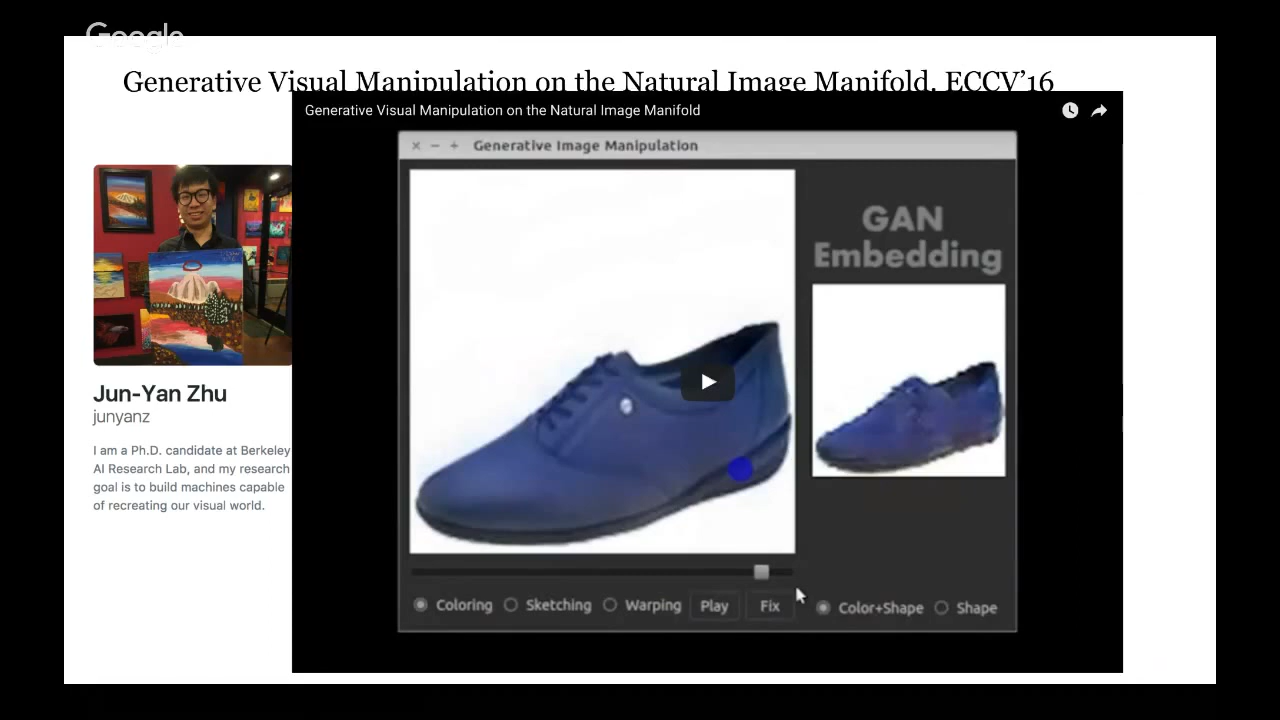 Google
Generative Visual Manipulation on the Natural Image Manifold. ECCV'16
Generative Visual Manipulation on the Natural Image Manifold
Generative Image Manipulation
GAN
Embedding
Jun-Yan Zhu
junyanz
I am a Ph.D. candidate at Berkeley
AI Research Lab, and my research
goal is to build machines capable
of recreating our visual world.
Coloring Sketching Warping Play Fix Color+Shape Shape